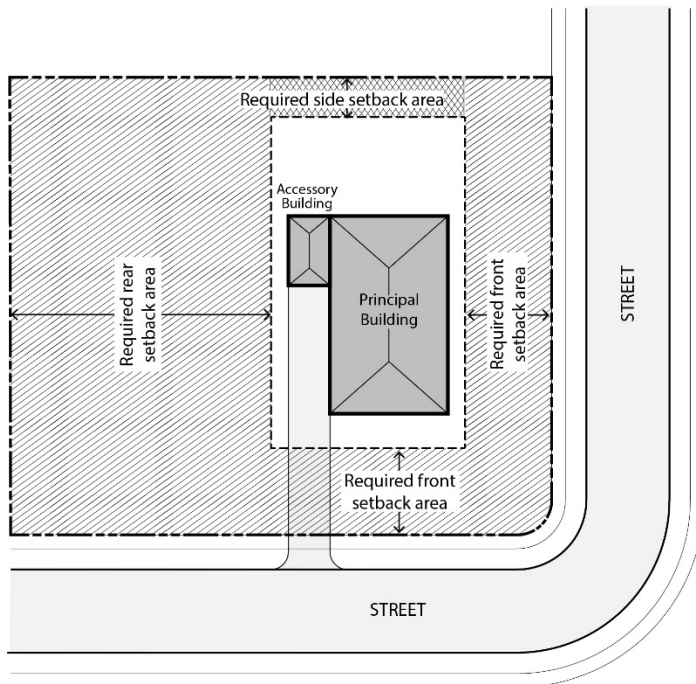 Required side setback area
Accessory
Building
Principal
Building
Required rear
setback area
Required front
setback area
STREET
Required front
setback area
STREET